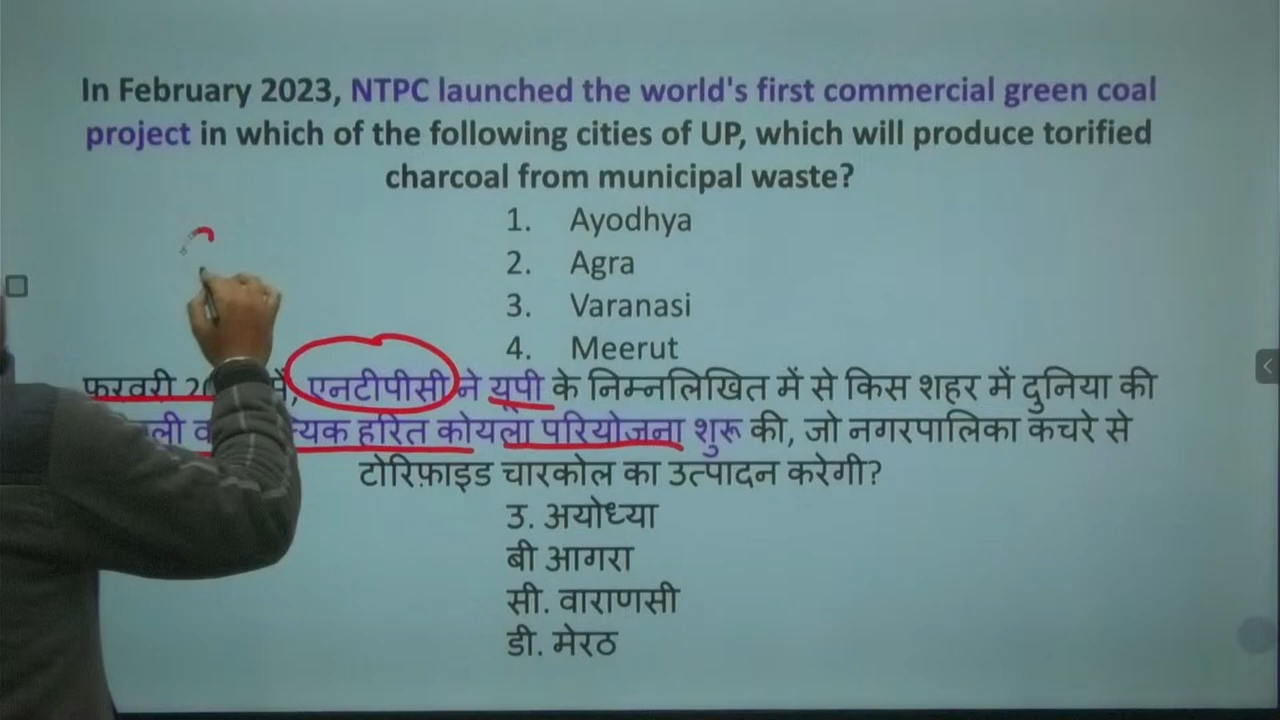 In February 2023, NTPC launched the world's first commercial green coal
project in which of the following cities of UP, which will produce torified
charcoal from municipal waste?
1. Ayodhya
2. Agra
3. Varanasi
4. Meerut
फरवरी में, एनटीपीसी ने यूपी के निम्नलिखित में से किस शहर में दुनिया की
हरित कोयला परियोजना शुरू की, जो नगरपालिका कचरे से
टोरिफ़ाइड चारकोल का उत्पादन करेगी?
उ. अयोध्या
बी आगरा
सी. वाराणसी
डी. मेरठ